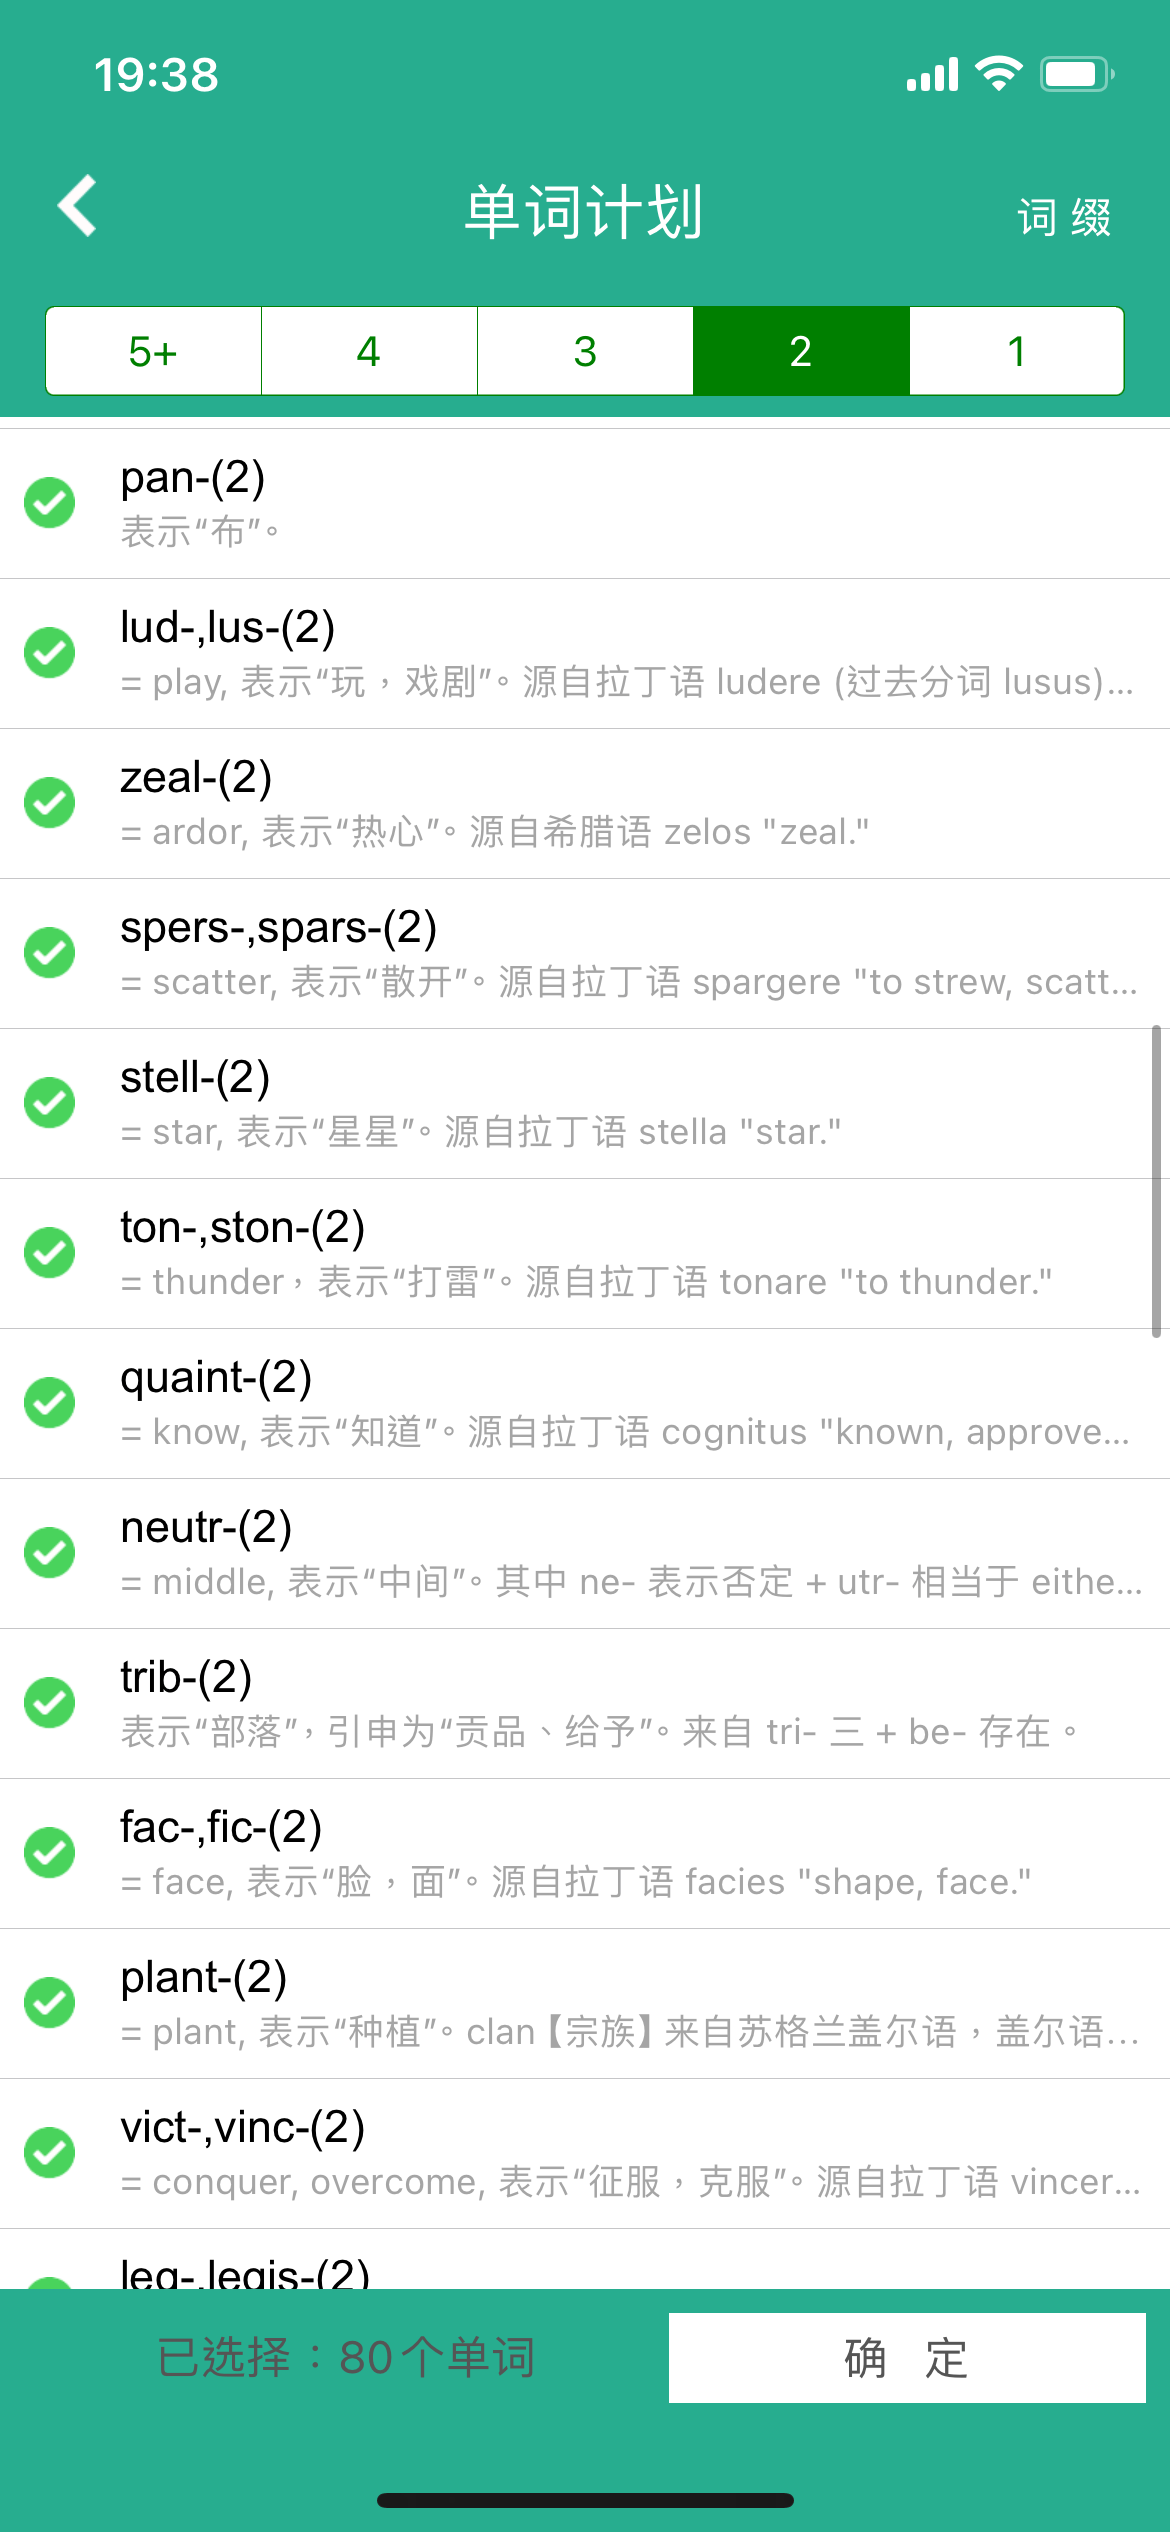 19:38
单词计划
词 缀
5+
4
3
2
1
pan-(2)
表示“布”。
lud-,lus-(2)
= play, 表示“玩，戏剧”。源自拉丁语 ludere (过去分词 lusus)...
zeal-(2)
= ardor, 表示“热心”。源自希腊语 zelos "zeal."
spers-,spars-(2)
= scatter, 表示“散开”。源自拉丁语 spargere "to strew, scatt...
stell-(2)
= star, 表示“星星”。源自拉丁语 stella "star."
ton-,ston-(2)
= thunder，表示“打雷”。源自拉丁语 tonare "to thunder."
quaint-(2)
= know, 表示“知道”。源自拉丁语 cognitus "known, approve...
neutr-(2)
= middle, 表示“中间”。其中 ne- 表示否定 + utr- 相当于 eithe...
trib-(2)
表示“部落”，引申为“贡品、给予”。来自 tri- 三 + be- 存在。
fac-,fic-(2)
= face, 表示“脸，面”。源自拉丁语 facies "shape, face."
plant-(2)
= plant, 表示“种植”。clan【宗族】来自苏格兰盖尔语，盖尔语...
vict-,vinc-(2)
= conquer, overcome, 表示“征服，克服”。源自拉丁语 vincer...
leg-,legis-(2)
已选择：80个单词
确 定